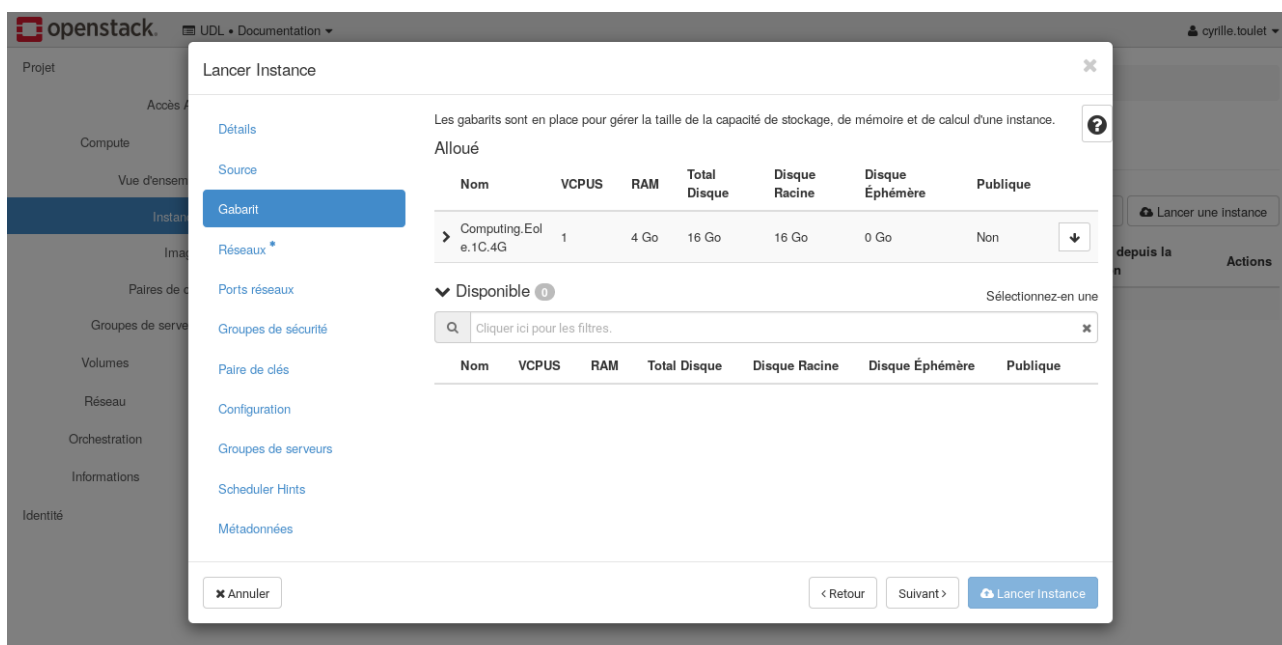 openstack. UDL • Documentation cyrille.toulet
Projet
Accès
Compute
Vue d'ensem
Instan
Imag
Paires de c
Groupes de serve
Volumes
Réseau
Orchestration
Informations
Identité
Lancer une instance
depuis la
n
Actions
Lancer Instance
Détails
Source
Gabarit
Réseaux *
Ports réseaux
Groupes de sécurité
Paire de clés
Configuration
Groupes de serveurs
Scheduler Hints
Métadonnées
Les gabarits sont en place pour gérer la taille de la capacité de stockage, de mémoire et de calcul d'une instance.
Alloué
Nom VCPUS RAM Total Disque Disque Racine Disque Éphémère Publique
Computing.Eol
e.1C.4G 1 4 Go 16 Go 16 Go 0 Go Non
Disponible 0
Sélectionnez-en une
Cliquer ici pour les filtres.
Nom VCPUS RAM Total Disque Disque Racine Disque Éphémère Publique
Annuler < Retour Suivant > Lancer Instance